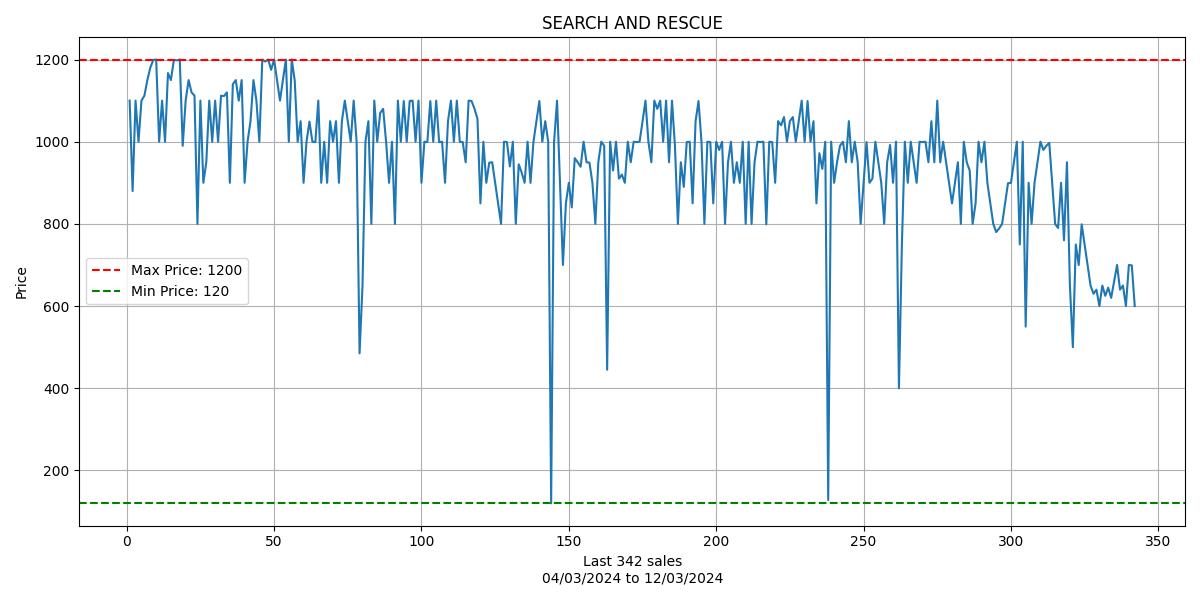 SEARCH AND RESCUE
1200
1000
800
600
400
200
Price
Max Price: 1200
Min Price: 120
0 50 100 150 200 250 300 350
Last 342 sales
04/03/2024 to 12/03/2024